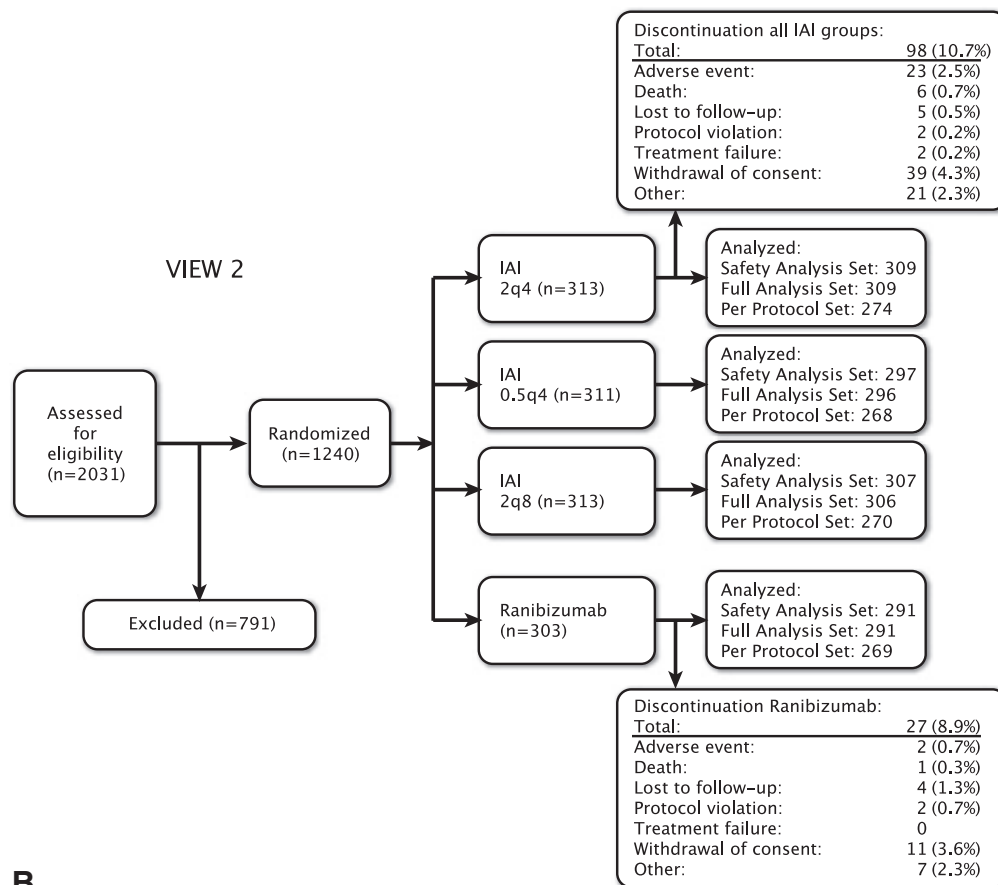 Discontinuation all IAI groups:
Total: 98 (10.7%)
Adverse event: 23 (2.5%)
Death: 6 (0.7%)
Lost to follow-up: 5 (0.5%)
Protocol violation: 2 (0.2%)
Treatment failure: 2 (0.2%)
Withdrawal of consent: 39 (4.3%)
Other: 21 (2.3%)
VIEW 2
Assessed
for
eligibility
(n=2031)
Excluded (n=791)
Randomized
(n=1240)
IAI
2q4 (n=313)
Analyzed:
Safety Analysis Set: 309
Full Analysis Set: 309
Per Protocol Set: 274
IAI
0.5q4 (n=311)
Analyzed:
Safety Analysis Set: 297
Full Analysis Set: 296
Per Protocol Set: 268
IAI
2q8 (n=313)
Analyzed:
Safety Analysis Set: 307
Full Analysis Set: 306
Per Protocol Set: 270
Ranibizumab
(n=303)
Analyzed:
Safety Analysis Set: 291
Full Analysis Set: 291
Per Protocol Set: 269
Discontinuation Ranibizumab:
Total: 27 (8.9%)
Adverse event: 2 (0.7%)
Death: 1 (0.3%)
Lost to follow-up: 4 (1.3%)
Protocol violation: 2 (0.7%)
Treatment failure: 0
Withdrawal of consent: 11 (3.6%)
Other: 7 (2.3%)
B